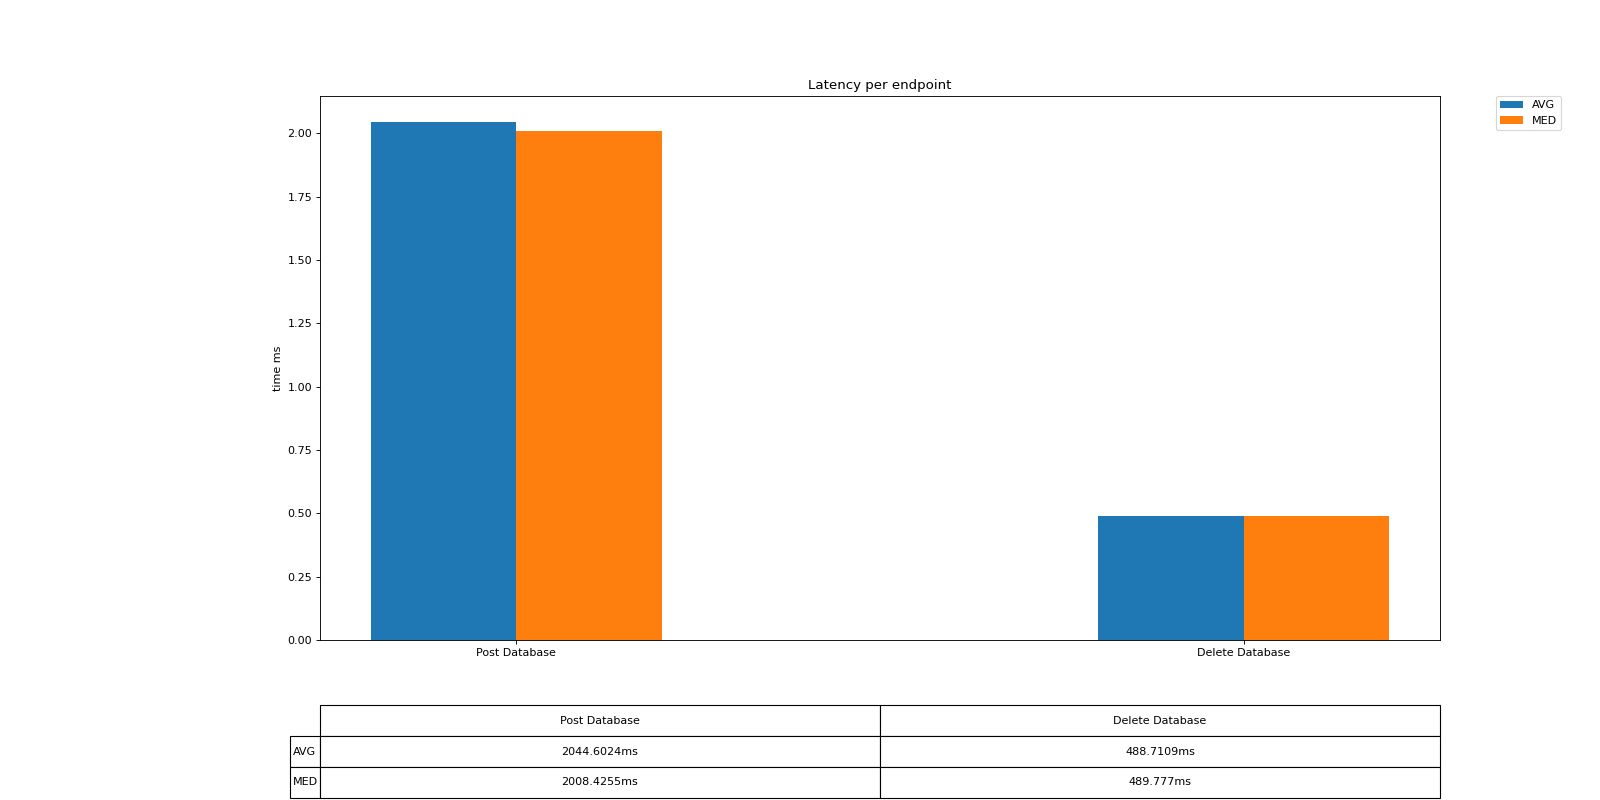 Latency per endpoint
AVG
MED
2.00
1.75
1.50
1.25
1.00
0.75
0.50
0.25
0.00
time ms
Post Database Delete Database
Post Database Delete Database
AVG 2044.6024ms 488.7109ms
MED 2008.4255ms 489.777ms